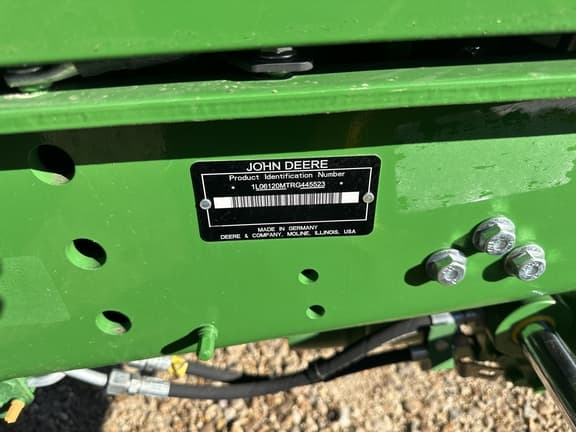 JOHN DEERE
Product Identification Number
* 1L06120MTRG445523 *
MADE IN GERMANY
DEERE & COMPANY, MOLINE, ILLINOIS, USA